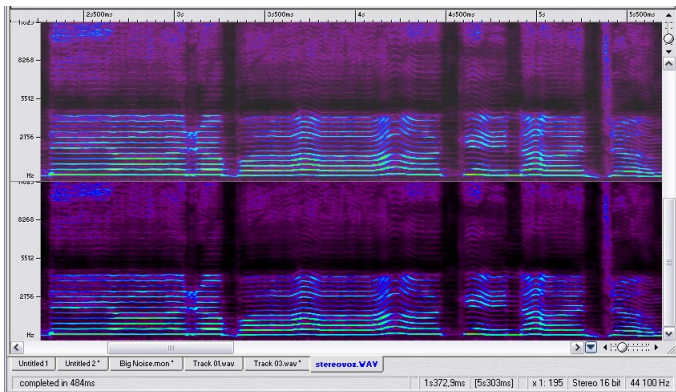 2s500ms 3s 3s500ms 4s 4s500ms 5s 5s500ms
8268
5512
2756
Hz
8268
5512
2756
Hz
Untitled 1 Untitled 2* Big Noise.mon* Track 01.wav Track 03.wav* stereovox.WAV
completed in 484ms 1s372,9ms [5s303ms] x 1: 195 Stereo 16 bit 44 100 Hz